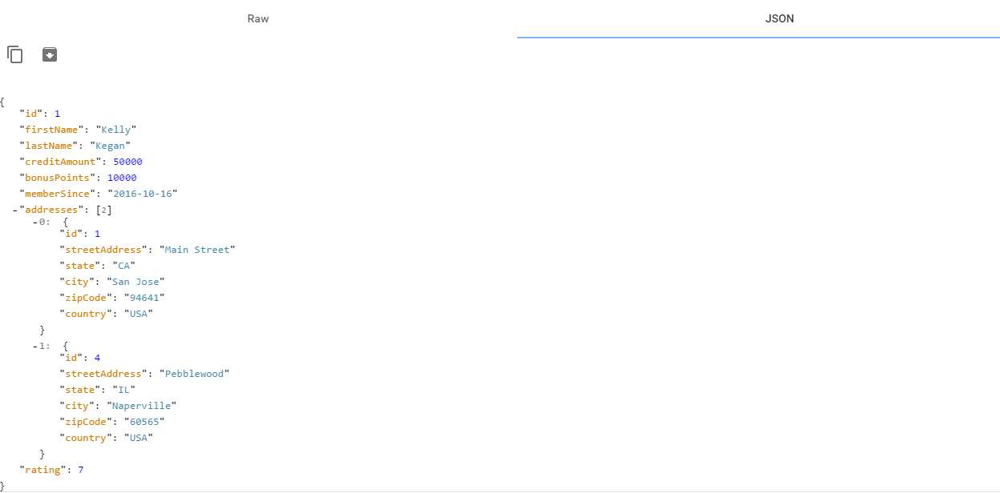 Raw
JSON
{
"id": 1
"firstName": "Kelly"
"lastName": "Kegan"
"creditAmount": 50000
"bonusPoints": 10000
"memberSince": "2016-10-16"
-"addresses": [2]
-0: {
"id": 1
"streetAddress": "Main Street"
"state": "CA"
"city": "San Jose"
"zipCode": "94641"
"country": "USA"
}
-1: {
"id": 4
"streetAddress": "Pebblewood"
"state": "IL"
"city": "Naperville"
"zipCode": "60565"
"country": "USA"
}
"rating": 7
}